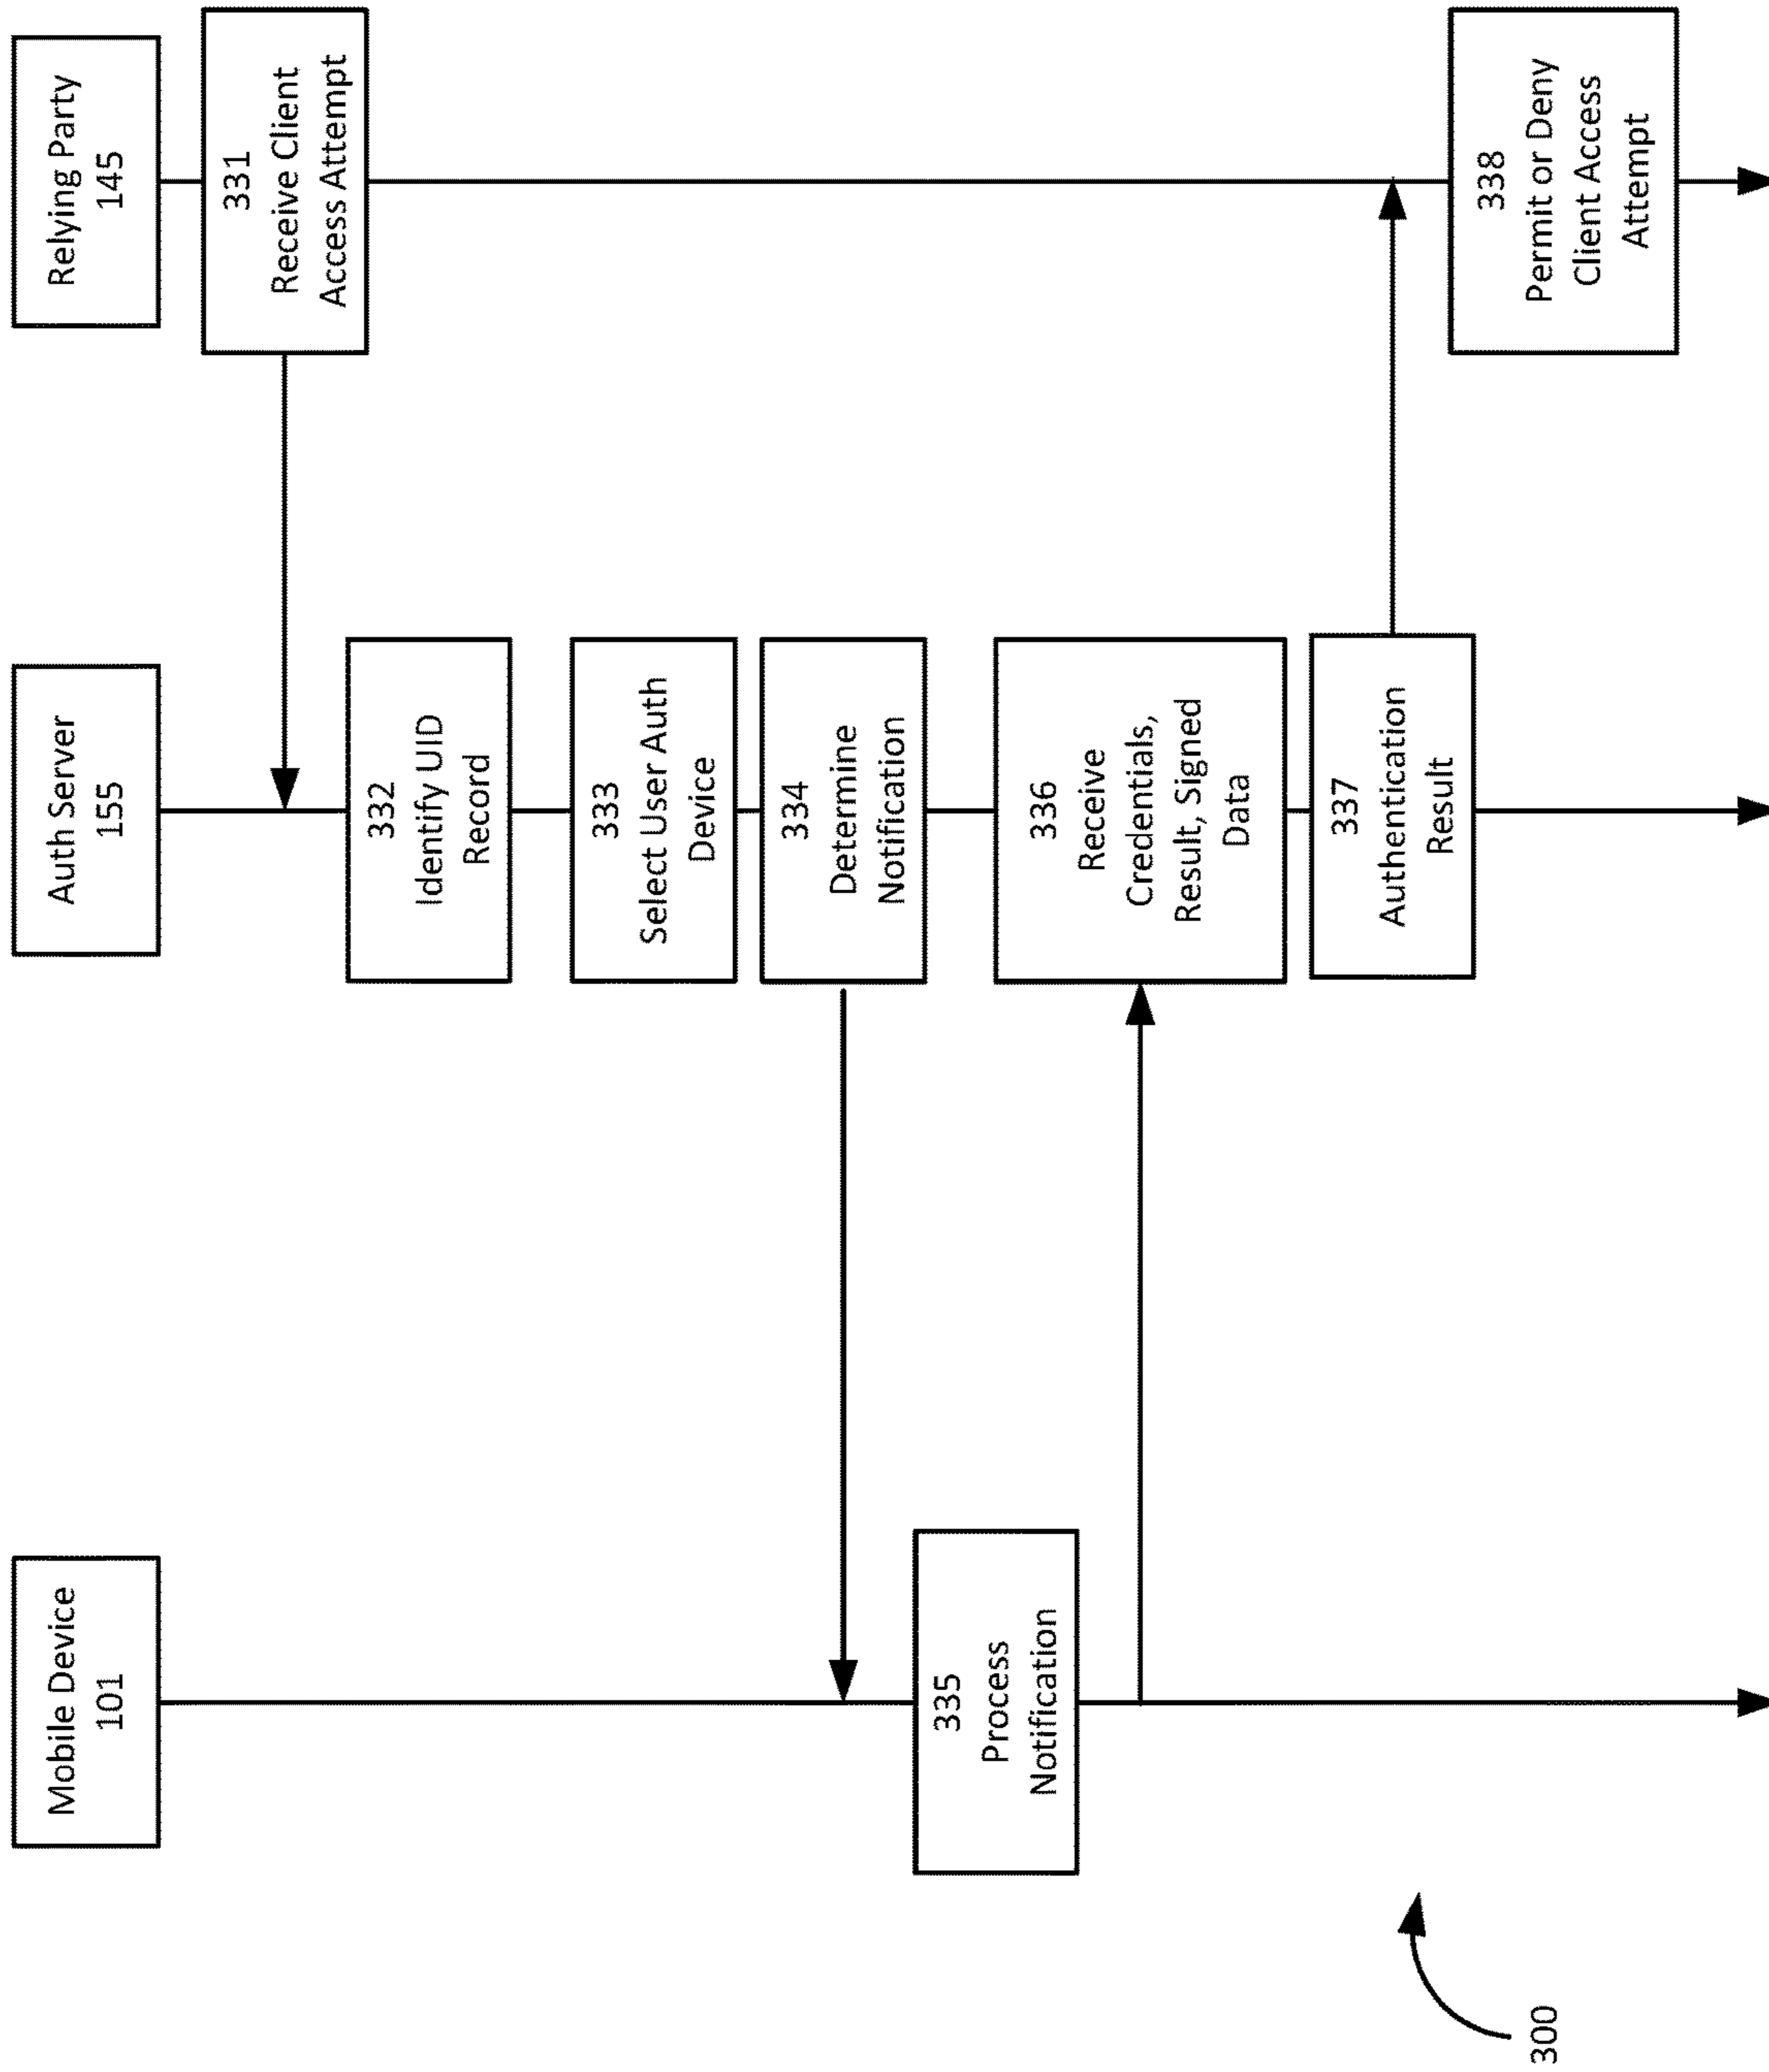 Mobile Device
101
Auth Server
155
Relying Party
145
331
Receive Client
Access Attempt
332
Identify UID
Record
333
Select User Auth
Device
334
Determine
Notification
335
Process
Notification
336
Receive
Credentials,
Result, Signed
Data
337
Authentication
Result
338
Permit or Deny
Client Access
Attempt
300